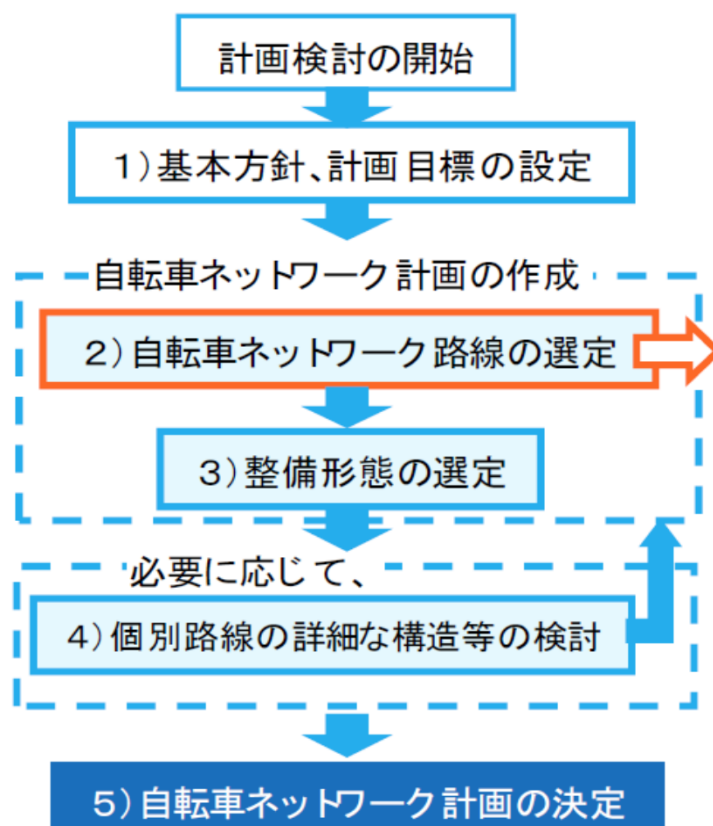 計画検討の開始
1)基本方針、計画目標の設定
自転車ネットワーク計画の作成
2)自転車ネットワーク路線の選定
3)整備形態の選定
必要に応じて、
4)個別路線の詳細な構造等の検討
5)自転車ネットワーク計画の決定